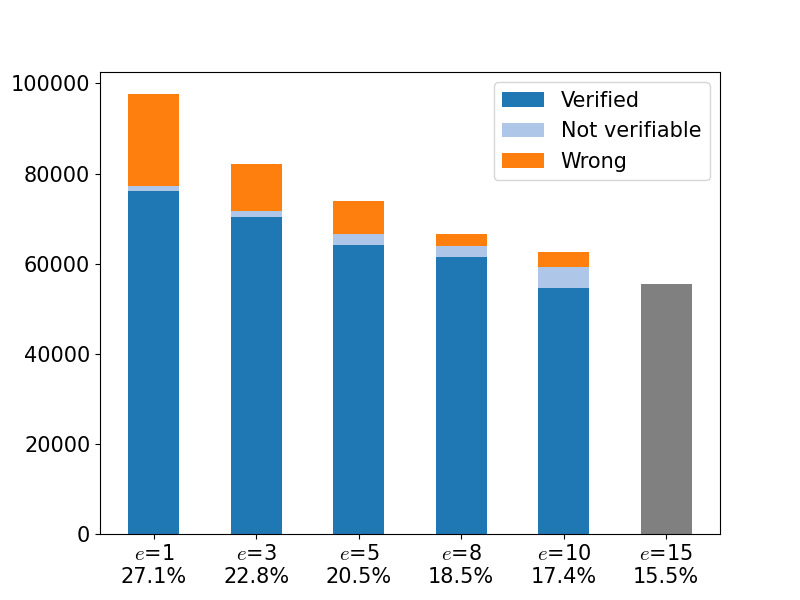 100000
80000
60000
40000
20000
0
Verified
Not verifiable
Wrong
e=1 e=3 e=5 e=8 e=10 e=15
27.1% 22.8% 20.5% 18.5% 17.4% 15.5%